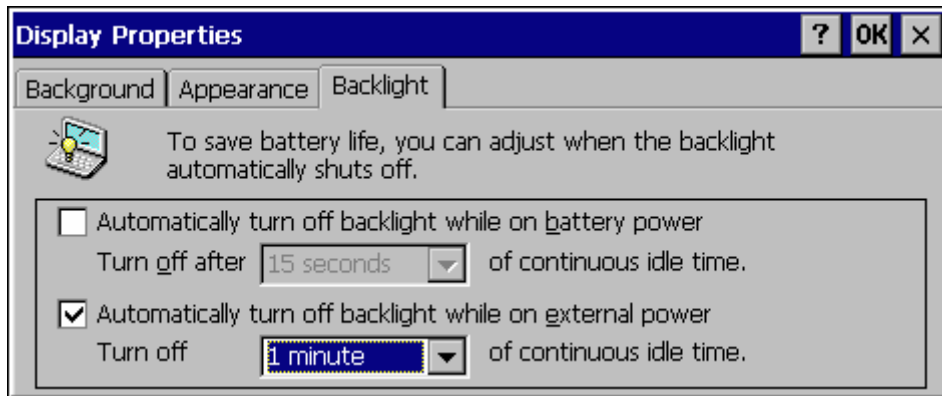 Display Properties ? OK ×
Background Appearance Backlight
To save battery life, you can adjust when the backlight
automatically shuts off.
Automatically turn off backlight while on battery power
Turn off after 15 seconds of continuous idle time.
Automatically turn off backlight while on external power
Turn off 1 minute of continuous idle time.